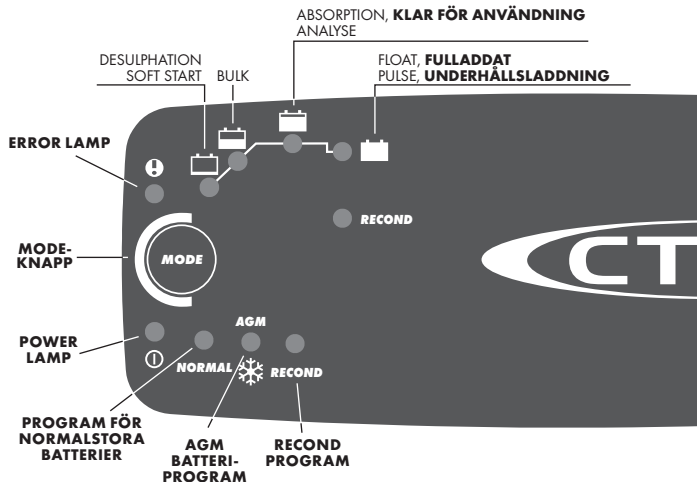 ABSORPTION, KLAR FÖR ANVÄNDNING
ANALYSE
DESULPHATION
SOFT START
BULK
FLOAT, FULLADDAT
PULSE, UNDERHÅLLSLADDNING
ERROR LAMP
RECOND
MODE-
KNAPP
MODE
CT
POWER
LAMP
AGM
NORMAL
RECOND
PROGRAM FÖR
NORMALSTORA
BATTERIER
AGM
BATTERI-
PROGRAM
RECOND
PROGRAM